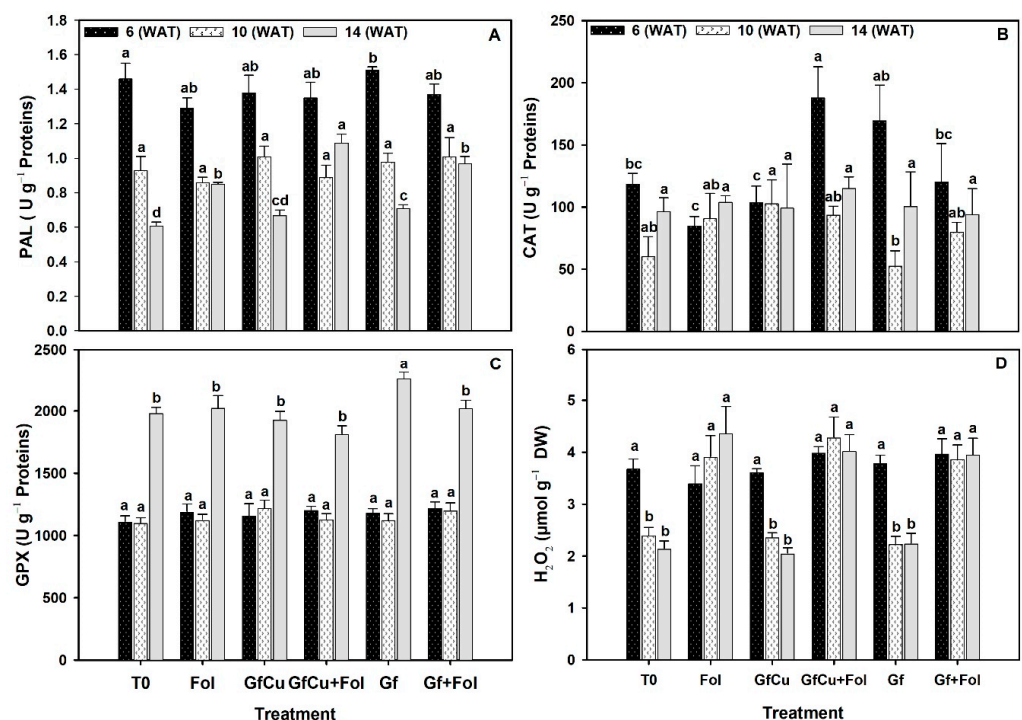 6 (WAT) 10 (WAT) 14 (WAT) A
PAL ( U g⁻¹ Proteins)
1.8
1.6
1.4
1.2
1.0
0.8
0.6
0.4
0.2
0.0
a a d
ab a b
ab a cd
ab a a
b a c
ab a b
6 (WAT) 10 (WAT) 14 (WAT) B
CAT (U g⁻¹ Proteins)
250
200
150
100
50
0
bc ab a
c ab a
c a a
a ab a
ab b a
bc ab a
C
GPX (U g⁻¹ Proteins)
2500
2000
1500
1000
500
0
a a b
a a b
a a b
a a b
a a a
a a b
T0 Fol GfCu GfCu+Fol Gf Gf+Fol
Treatment
D
H₂O₂ (µmol g⁻¹ DW)
6
5
4
3
2
1
0
a b b
a a a
a b b
a a a
a b b
a a a
T0 Fol GfCu GfCu+Fol Gf Gf+Fol
Treatment